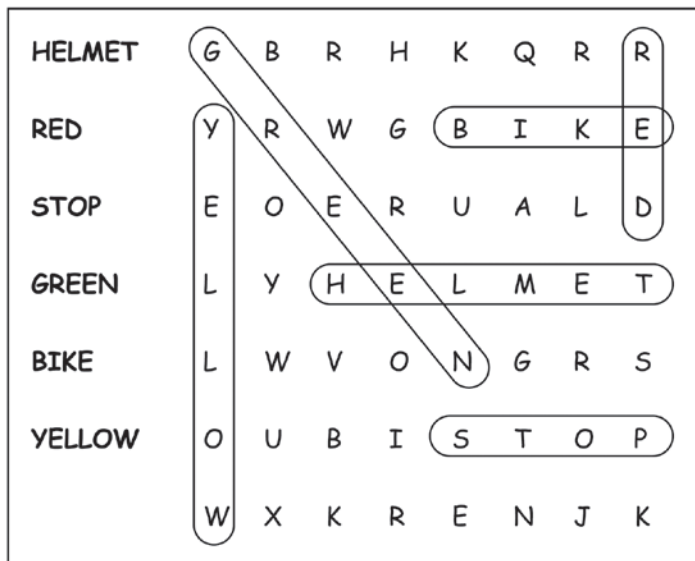 HELMET G B R H K Q R R
RED Y R W G B I K E
STOP E O E R U A L D
GREEN L Y H E L M E T
BIKE L W V O N G R S
YELLOW O U B I S T O P
W X K R E N J K